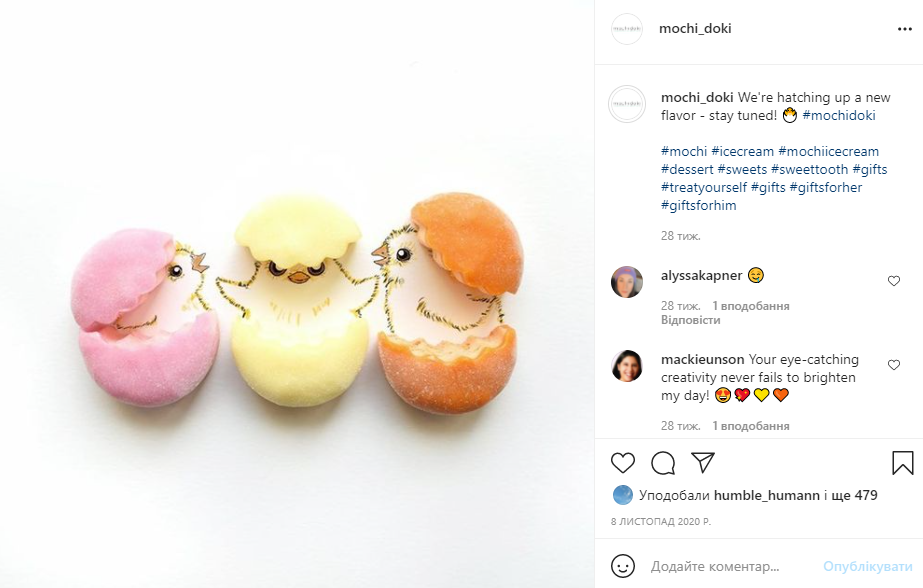 mochi_doki
mochi_doki We're hatching up a new
flavor - stay tuned! 🐣 #mochidoki
#mochi #icecream #mochiicecream
#dessert #sweets #sweettooth #gifts
#treatyourself #gifts #giftsforher
#giftsforhim
28 тиж.
alyssakapner 🤩
28 тиж. 1 вподобання
Відповісти
mackieunson Your eye-catching
creativity never fails to brighten
my day! 😍💖💛🧡
28 тиж. 1 вподобання
Уподобали humble_humann і ще 479
8 ЛИСТОПАД 2020 Р.
Додайте коментар... Опублікувати